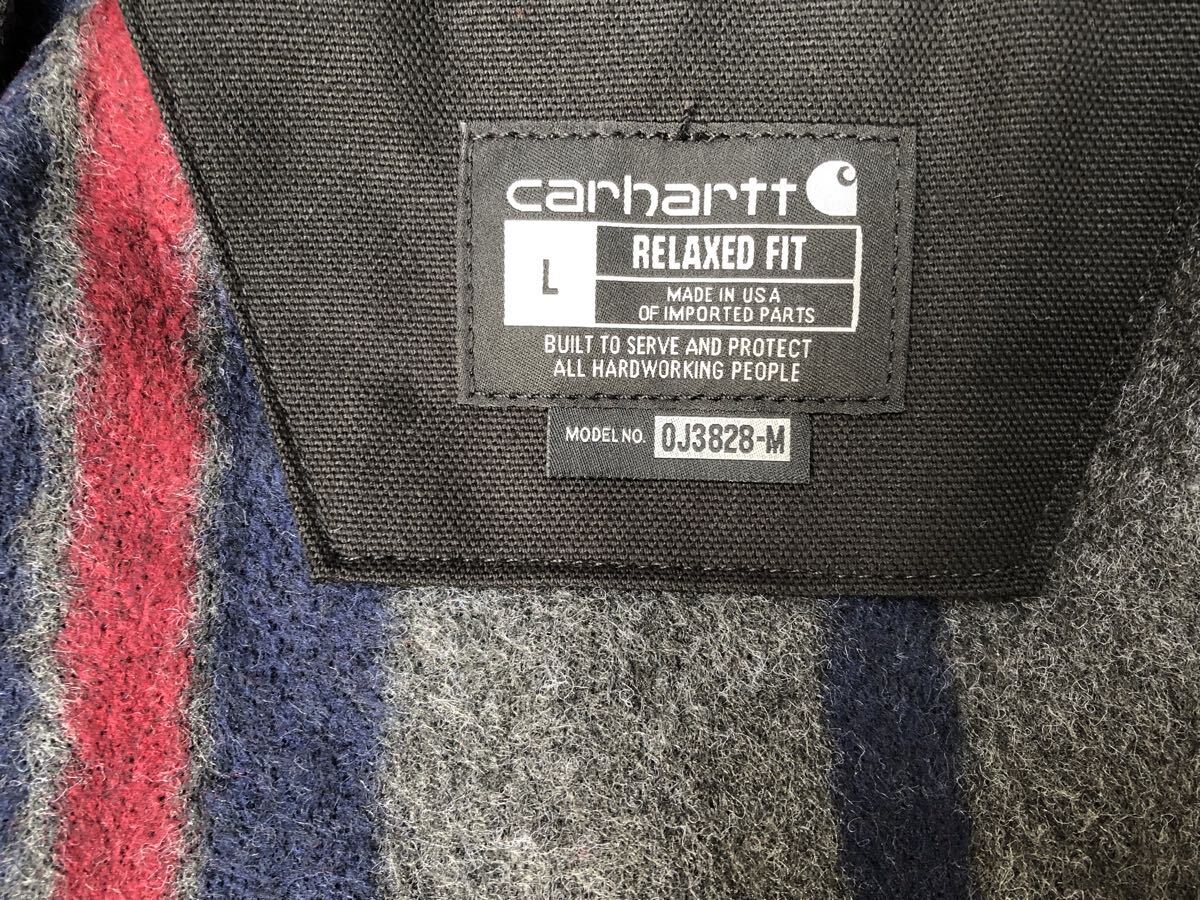 carhartt
L
RELAXED FIT
MADE IN USA
OF IMPORTED PARTS
BUILT TO SERVE AND PROTECT
ALL HARDWORKING PEOPLE
MODEL NO. OJ3828-M